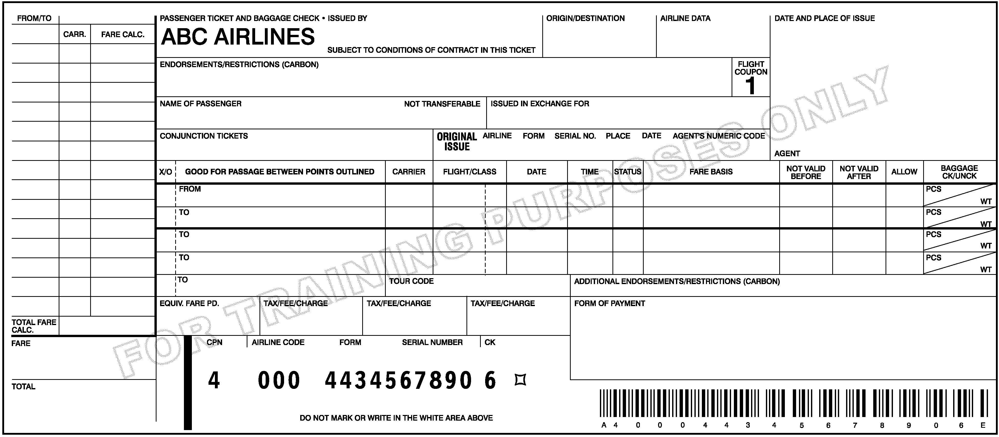 FROM/TO
CARR. FARE CALC.
TOTAL FARE
CALC.
FARE
TOTAL
PASSENGER TICKET AND BAGGAGE CHECK • ISSUED BY
ABC AIRLINES
SUBJECT TO CONDITIONS OF CONTRACT IN THIS TICKET
ORIGIN/DESTINATION
AIRLINE DATA
DATE AND PLACE OF ISSUE
ENDORSEMENTS/RESTRICTIONS (CARBON)
FLIGHT
COUPON
1
NAME OF PASSENGER NOT TRANSFERABLE
ISSUED IN EXCHANGE FOR
CONJUNCTION TICKETS
ORIGINAL
ISSUE
AIRLINE FORM SERIAL NO. PLACE DATE AGENT'S NUMERIC CODE
AGENT
X/O GOOD FOR PASSAGE BETWEEN POINTS OUTLINED CARRIER FLIGHT/CLASS DATE TIME STATUS FARE BASIS
NOT VALID
BEFORE
NOT VALID
AFTER
ALLOW
BAGGAGE
CK/UNCK
FROM PCS
WT
TO PCS
WT
TO PCS
WT
TO PCS
WT
TO
TOUR CODE
ADDITIONAL ENDORSEMENTS/RESTRICTIONS (CARBON)
EQUIV. FARE PD. TAX/FEE/CHARGE TAX/FEE/CHARGE TAX/FEE/CHARGE
FORM OF PAYMENT
CPN AIRLINE CODE FORM SERIAL NUMBER CK
4 000 4434567890 6
DO NOT MARK OR WRITE IN THE WHITE AREA ABOVE
A 4 0 0 0 4 4 3 4 5 6 7 8 9 0 6 E
FOR TRAINING PURPOSES ONLY